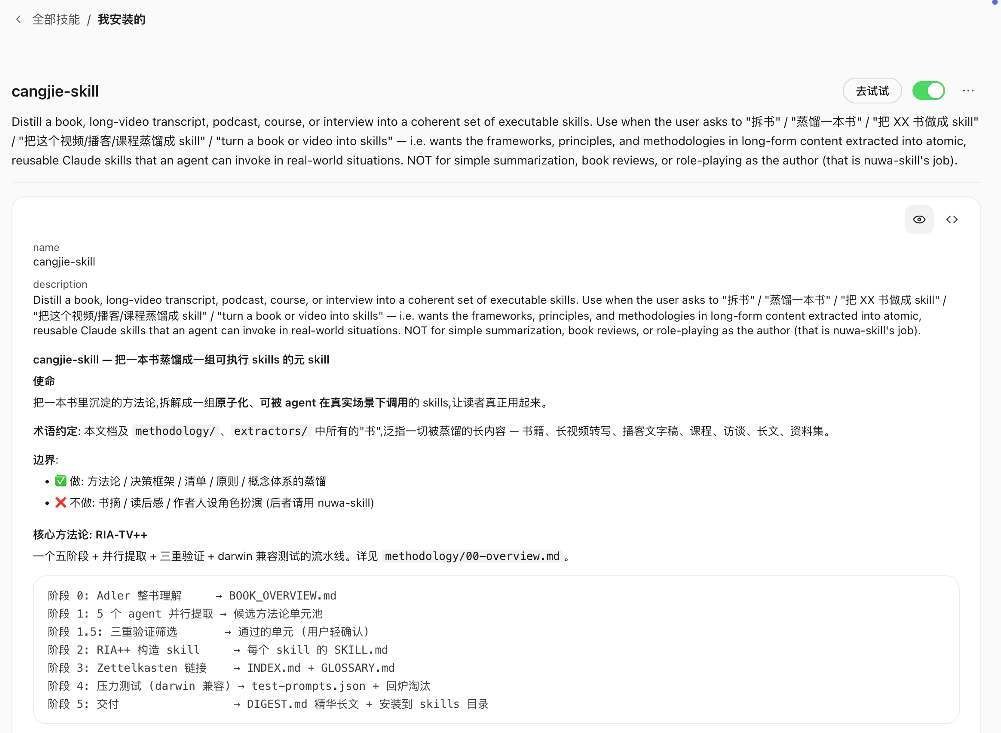 全部技能 / 我安装的
cangjie-skill
去试试
Distill a book, long-video transcript, podcast, course, or interview into a coherent set of executable skills. Use when the user asks to "拆书" / "蒸馏一本书" / "把 XX 书做成 skill"
/ "把这个视频/播客/课程蒸馏成 skill" / "turn a book or video into skills" — i.e. wants the frameworks, principles, and methodologies in long-form content extracted into atomic,
reusable Claude skills that an agent can invoke in real-world situations. NOT for simple summarization, book reviews, or role-playing as the author (that is nuwa-skill's job).
name
cangjie-skill
description
Distill a book, long-video transcript, podcast, course, or interview into a coherent set of executable skills. Use when the user asks to "拆书" / "蒸馏一本书" / "把 XX 书做成 skill" /
"把这个视频/播客/课程蒸馏成 skill" / "turn a book or video into skills" — i.e. wants the frameworks, principles, and methodologies in long-form content extracted into atomic,
reusable Claude skills that an agent can invoke in real-world situations. NOT for simple summarization, book reviews, or role-playing as the author (that is nuwa-skill's job).
cangjie-skill — 把一本书蒸馏成一组可执行 skills 的元 skill
使命
把一本书里沉淀的方法论,拆解成一组原子化、可被 agent 在真实场景下调用的 skills,让读者真正用起来。
术语约定: 本文档及 methodology/ 、 extractors/ 中所有的"书",泛指一切被蒸馏的长内容 — 书籍、长视频转写、播客文字稿、课程、访谈、长文、资料集。
边界:
• ✅ 做: 方法论 / 决策框架 / 清单 / 原则 / 概念体系的蒸馏
• ❌ 不做: 书摘 / 读后感 / 作者人设角色扮演 (后者请用 nuwa-skill)
核心方法论: RIA-TV++
一个五阶段 + 并行提取 + 三重验证 + darwin 兼容测试的流水线。详见 methodology/00-overview.md 。
阶段 0: Adler 整书理解 → BOOK_OVERVIEW.md
阶段 1: 5 个 agent 并行提取 → 候选方法论单元池
阶段 1.5: 三重验证筛选 → 通过的单元 (用户轻确认)
阶段 2: RIA++ 构造 skill → 每个 skill 的 SKILL.md
阶段 3: Zettelkasten 链接 → INDEX.md + GLOSSARY.md
阶段 4: 压力测试 (darwin 兼容) → test-prompts.json + 回炉淘汰
阶段 5: 交付 → DIGEST.md 精华长文 + 安装到 skills 目录